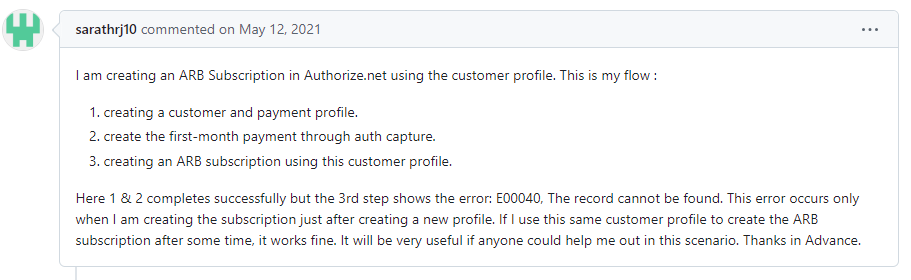 sarathrj10 commented on May 12, 2021
I am creating an ARB Subscription in Authorize.net using the customer profile. This is my flow :
1. creating a customer and payment profile.
2. create the first-month payment through auth capture.
3. creating an ARB subscription using this customer profile.
Here 1 & 2 completes successfully but the 3rd step shows the error: E00040, The record cannot be found. This error occurs only
when I am creating the subscription just after creating a new profile. If I use this same customer profile to create the ARB
subscription after some time, it works fine. It will be very useful if anyone could help me out in this scenario. Thanks in Advance.